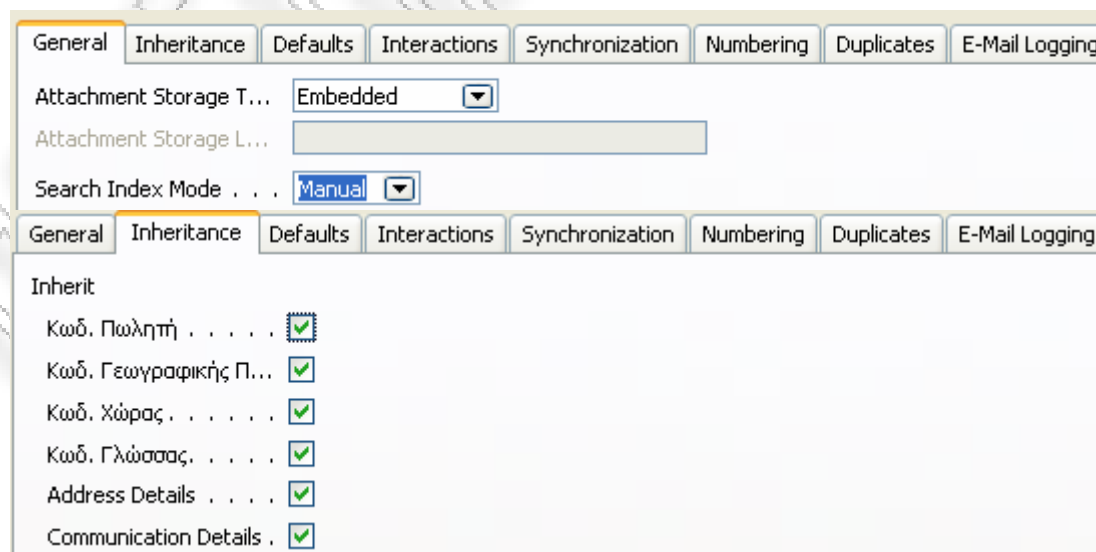 General Inheritance Defaults Interactions Synchronization Numbering Duplicates E-Mail Logging
Attachment Storage T... Embedded
Attachment Storage L...
Search Index Mode . . . Manual
General Inheritance Defaults Interactions Synchronization Numbering Duplicates E-Mail Logging
Inherit
Κωδ. Πωλητή . . . . .
Κωδ. Γεωγραφικής Π...
Κωδ. Χώρας . . . . . .
Κωδ. Γλώσσας. . . . .
Address Details . . . .
Communication Details .